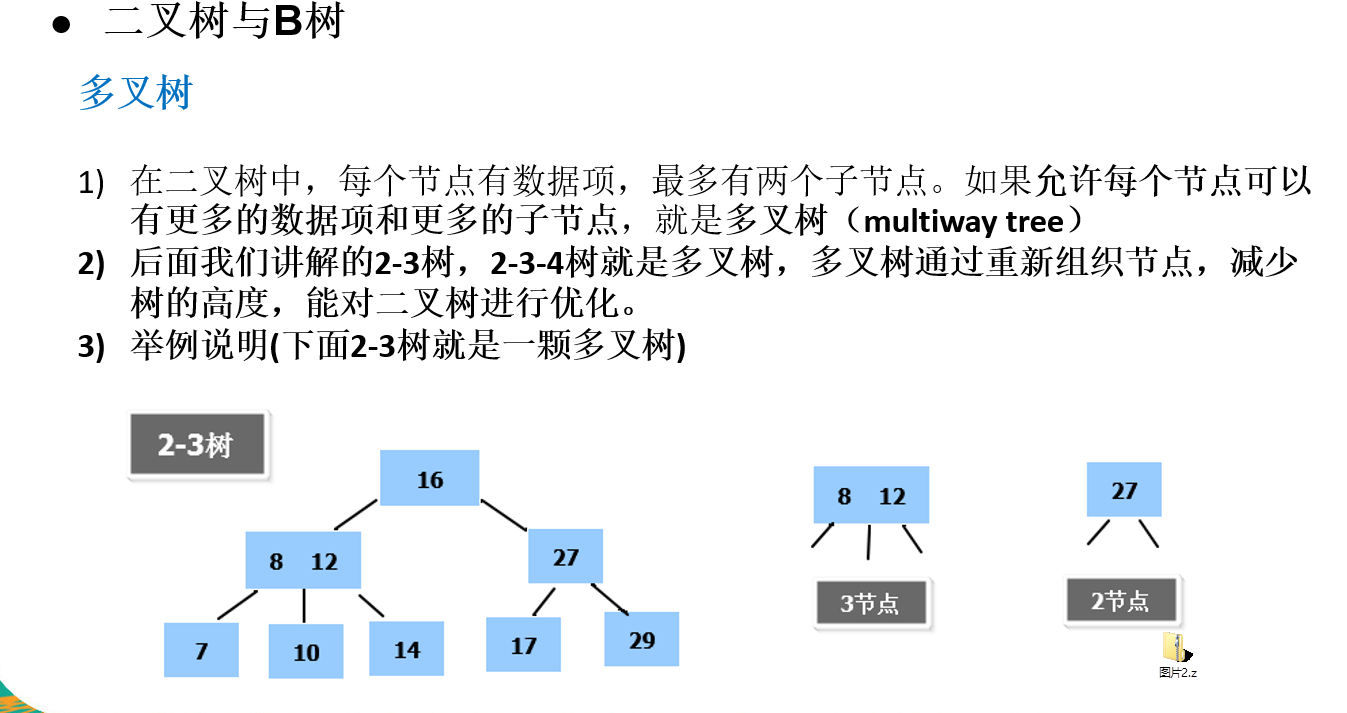 ● 二叉树与B树
多叉树
1) 在二叉树中，每个节点有数据项，最多有两个子节点。如果允许每个节点可以
有更多的数据项和更多的子节点，就是多叉树（multiway tree）
2) 后面我们讲解的2-3树，2-3-4树就是多叉树，多叉树通过重新组织节点，减少
树的高度，能对二叉树进行优化。
3) 举例说明(下面2-3树就是一颗多叉树)
2-3树
16
8 12
27
7
10
14
17
29
8 12
3节点
27
2节点
图片2.z